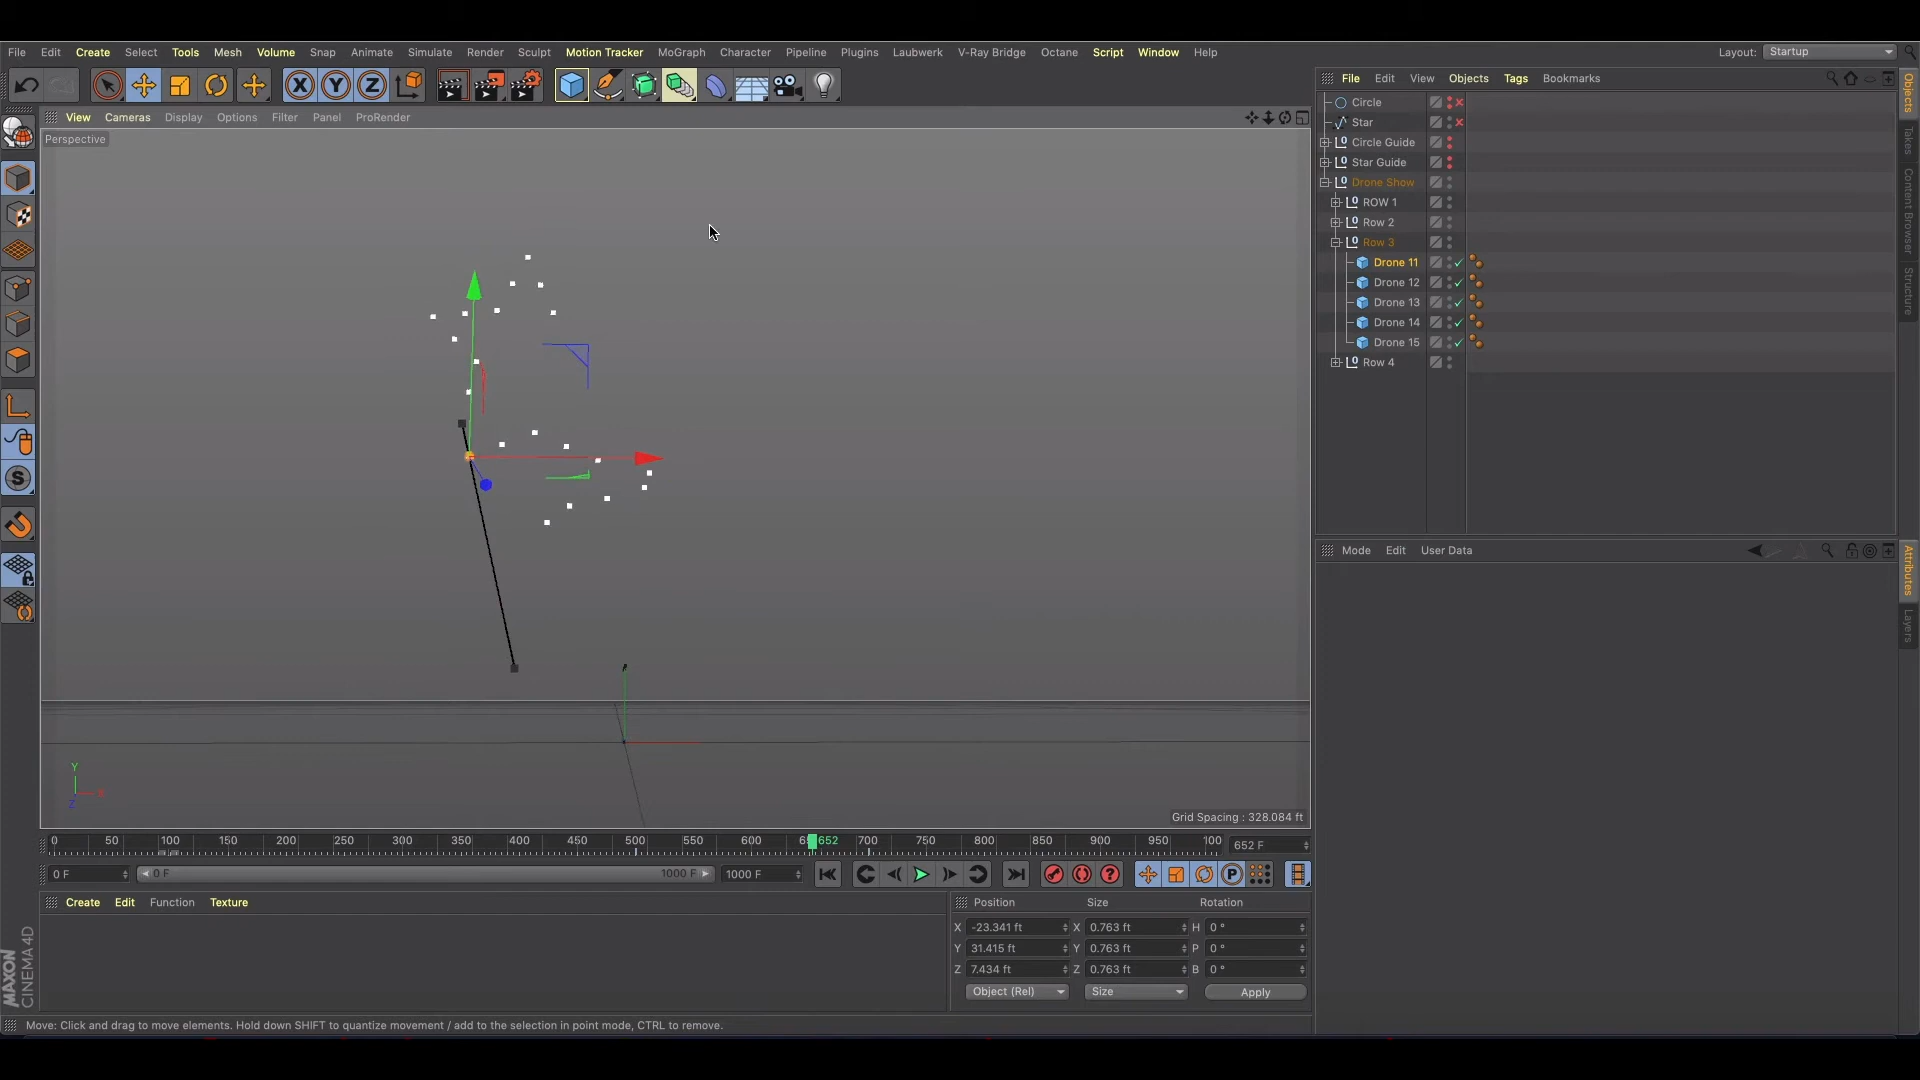 File Edit Create Select Tools Mesh Volume Snap Animate Simulate Render Sculpt Motion Tracker MoGraph Character Pipeline Plugins Laubwerk V-Ray Bridge Octane Script Window Help Layout: Startup
X Y Z
File Edit View Objects Tags Bookmarks
View Cameras Display Options Filter Panel ProRender
Perspective
Circle
Star
Circle Guide
Star Guide
Drone Show
ROW 1
Row 2
Row 3
Drone 11
Drone 12
Drone 13
Drone 14
Drone 15
Row 4
Objects
Takes
Content Browser
Structure
Mode Edit User Data
Attributes
Layers
S
Y
X
Z
Grid Spacing : 328.084 ft
0 50 100 150 200 250 300 350 400 450 500 550 600 652 700 750 800 850 900 950 100 652 F
0 F 0 F 1000 F 1000 F P
Create Edit Function Texture
Position Size Rotation
X -23.341 ft X 0.763 ft H 0 °
Y 31.415 ft Y 0.763 ft P 0 °
Z 7.434 ft Z 0.763 ft B 0 °
Object (Rel) Size Apply
MAXON
CINEMA 4D
Move: Click and drag to move elements. Hold down SHIFT to quantize movement / add to the selection in point mode, CTRL to remove.